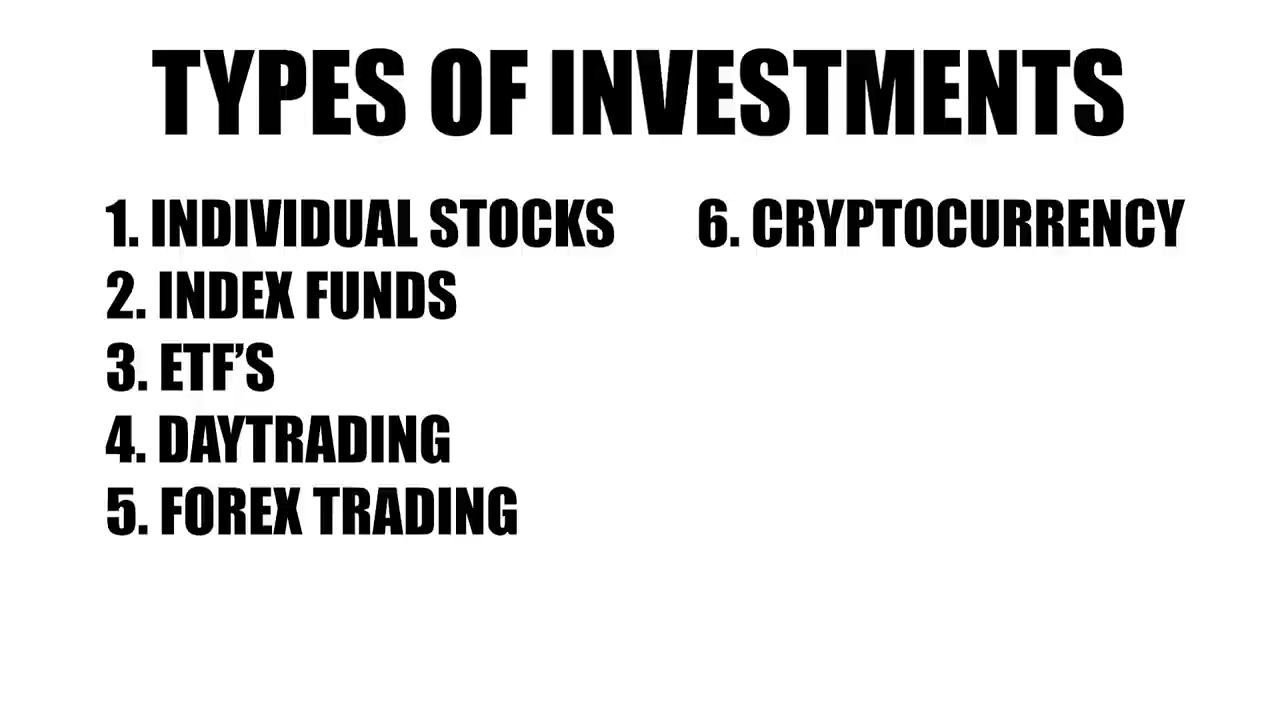 TYPES OF INVESTMENTS
1. INDIVIDUAL STOCKS
2. INDEX FUNDS
3. ETF’S
4. DAYTRADING
5. FOREX TRADING
6. CRYPTOCURRENCY